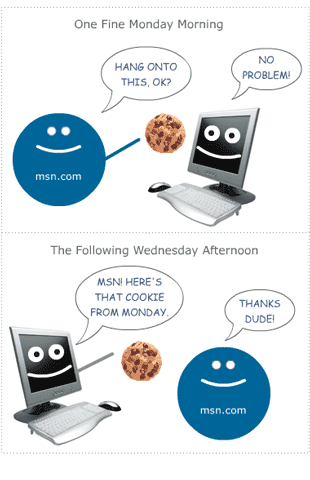 One Fine Monday Morning
HANG ONTO
THIS, OK?
NO
PROBLEM!
msn.com
The Following Wednesday Afternoon
MSN! HERE'S
THAT COOKIE
FROM MONDAY.
THANKS
DUDE!
msn.com